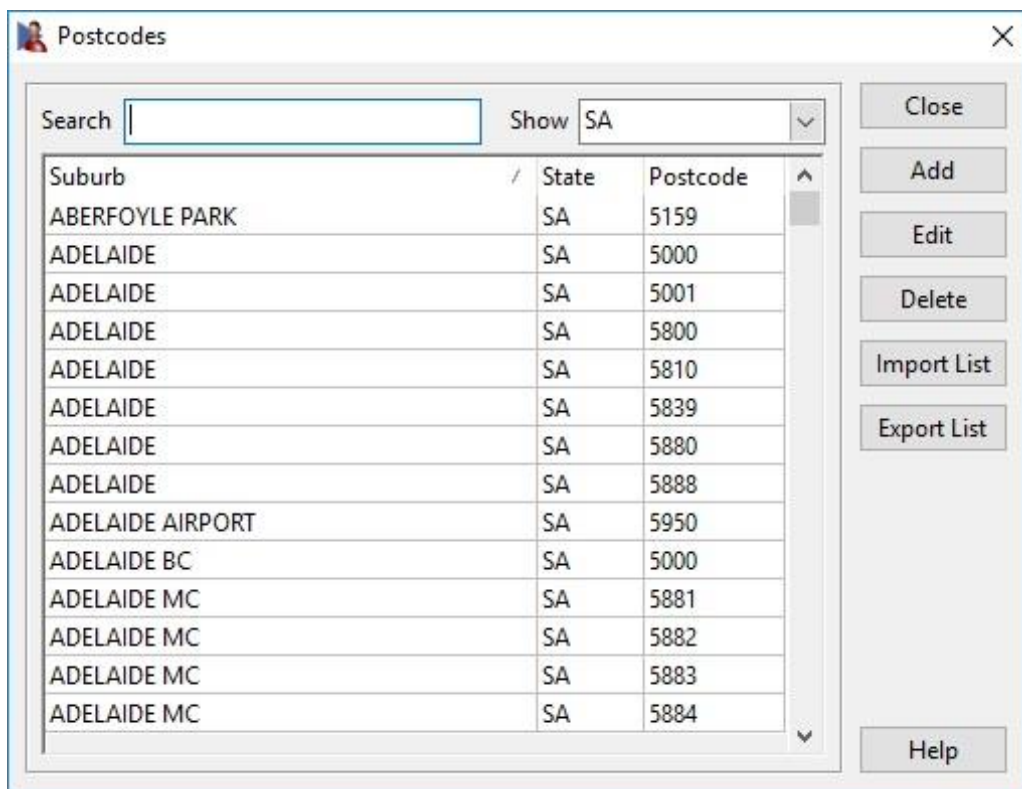 Postcodes
Search Show SA
Close
Suburb State Postcode
Add
ABERFOYLE PARK SA 5159
Edit
ADELAIDE SA 5000
ADELAIDE SA 5001
Delete
ADELAIDE SA 5800
ADELAIDE SA 5810
Import List
ADELAIDE SA 5839
Export List
ADELAIDE SA 5880
ADELAIDE SA 5888
ADELAIDE AIRPORT SA 5950
ADELAIDE BC SA 5000
ADELAIDE MC SA 5881
ADELAIDE MC SA 5882
ADELAIDE MC SA 5883
ADELAIDE MC SA 5884
Help